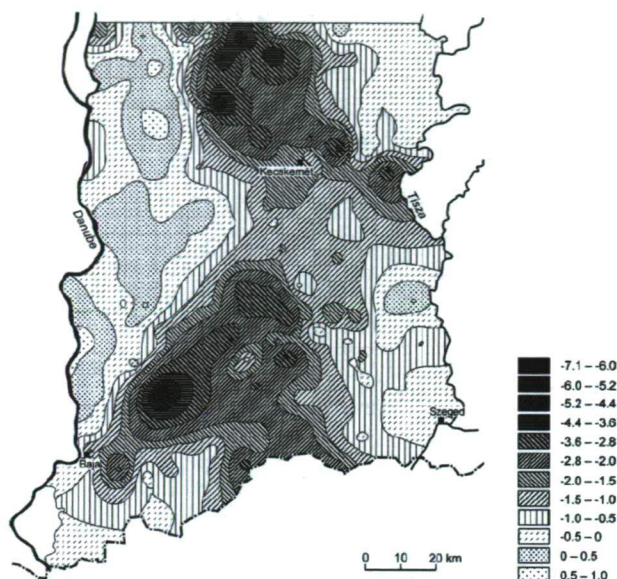 Kecskemét
Tisza
Danube
Szeged
Baja
-7.1 – -6.0
-6.0 – -5.2
-5.2 – -4.4
-4.4 – -3.6
-3.6 – -2.8
-2.8 – -2.0
-2.0 – -1.5
-1.5 – -1.0
-1.0 – -0.5
-0.5 – 0
0 – 0.5
0.5 – 1.0
0 10 20 km